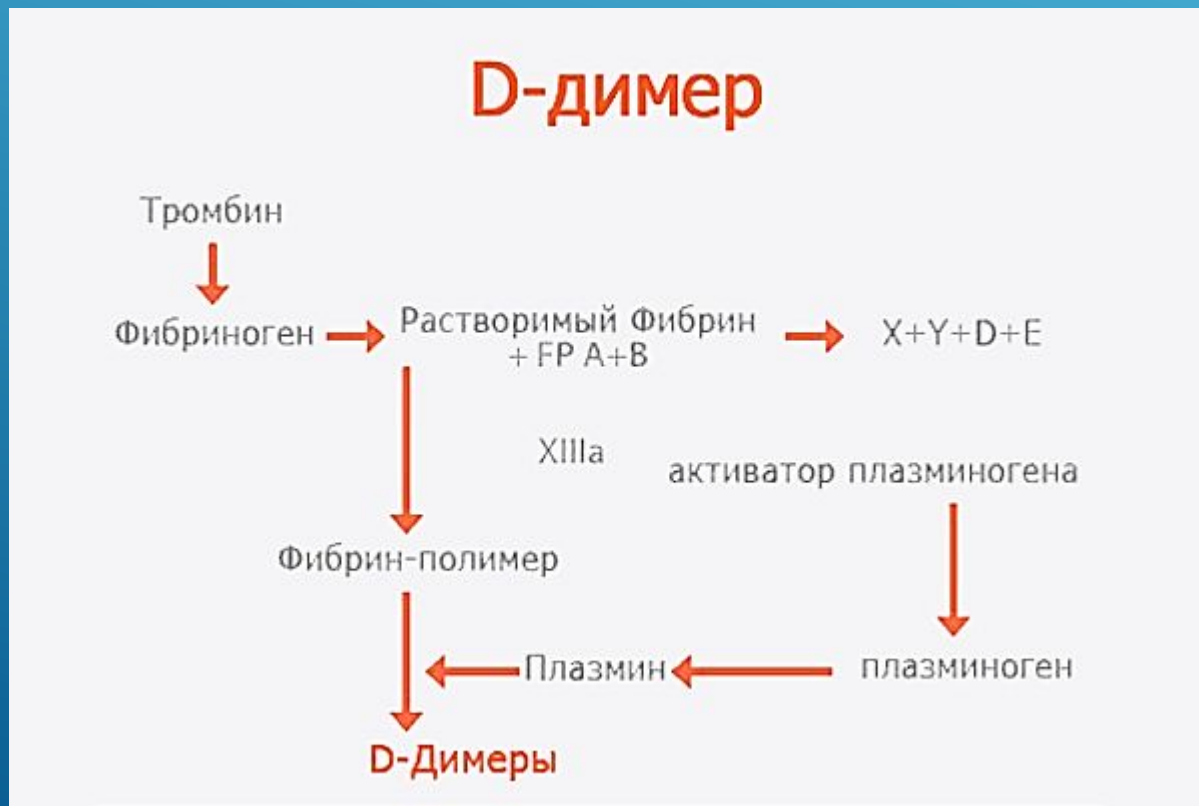 D-димер
Тромбин
Фибриноген
Растворимый Фибрин
+ FP A+B
X+Y+D+E
XIIIa
активатор плазминогена
Фибрин-полимер
Плазмин
плазминоген
D-Димеры